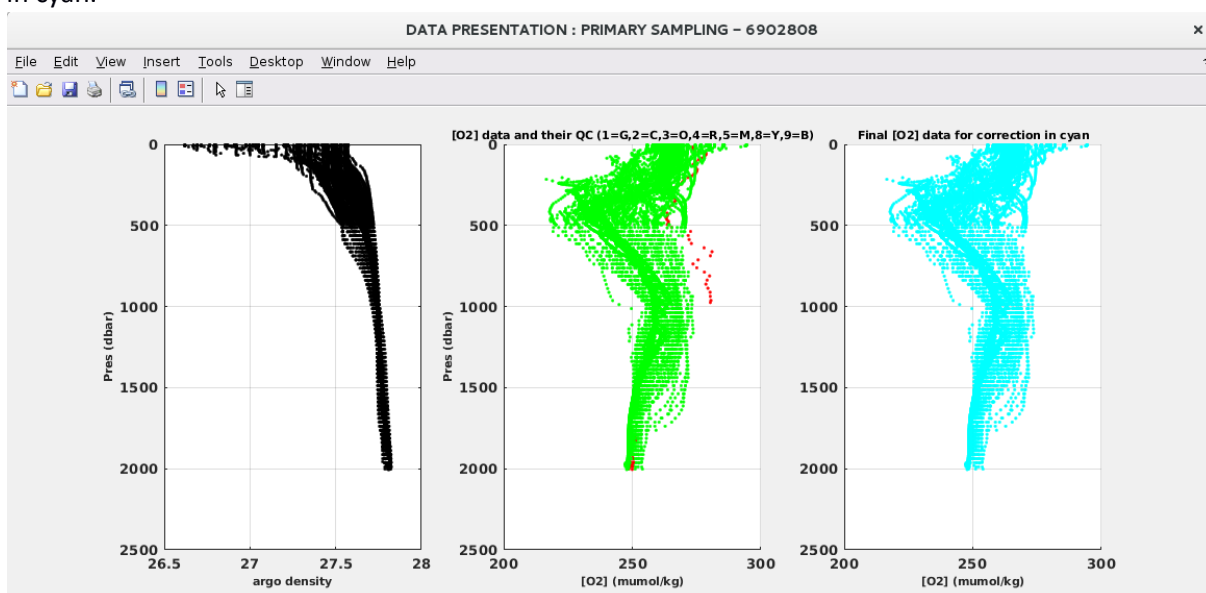 in cyan.
DATA PRESENTATION : PRIMARY SAMPLING – 6902808
×
File Edit View Insert Tools Desktop Window Help
[O2] data and their QC (1=G,2=C,3=O,4=R,5=M,8=Y,9=B)
Final [O2] data for correction in cyan
0
500
1000
1500
2000
2500
Pres (dbar)
26.5 27 27.5 28
argo density
0
500
1000
1500
2000
2500
Pres (dbar)
200 250 300
[O2] (mumol/kg)
0
500
1000
1500
2000
2500
200 250 300
[O2] (mumol/kg)